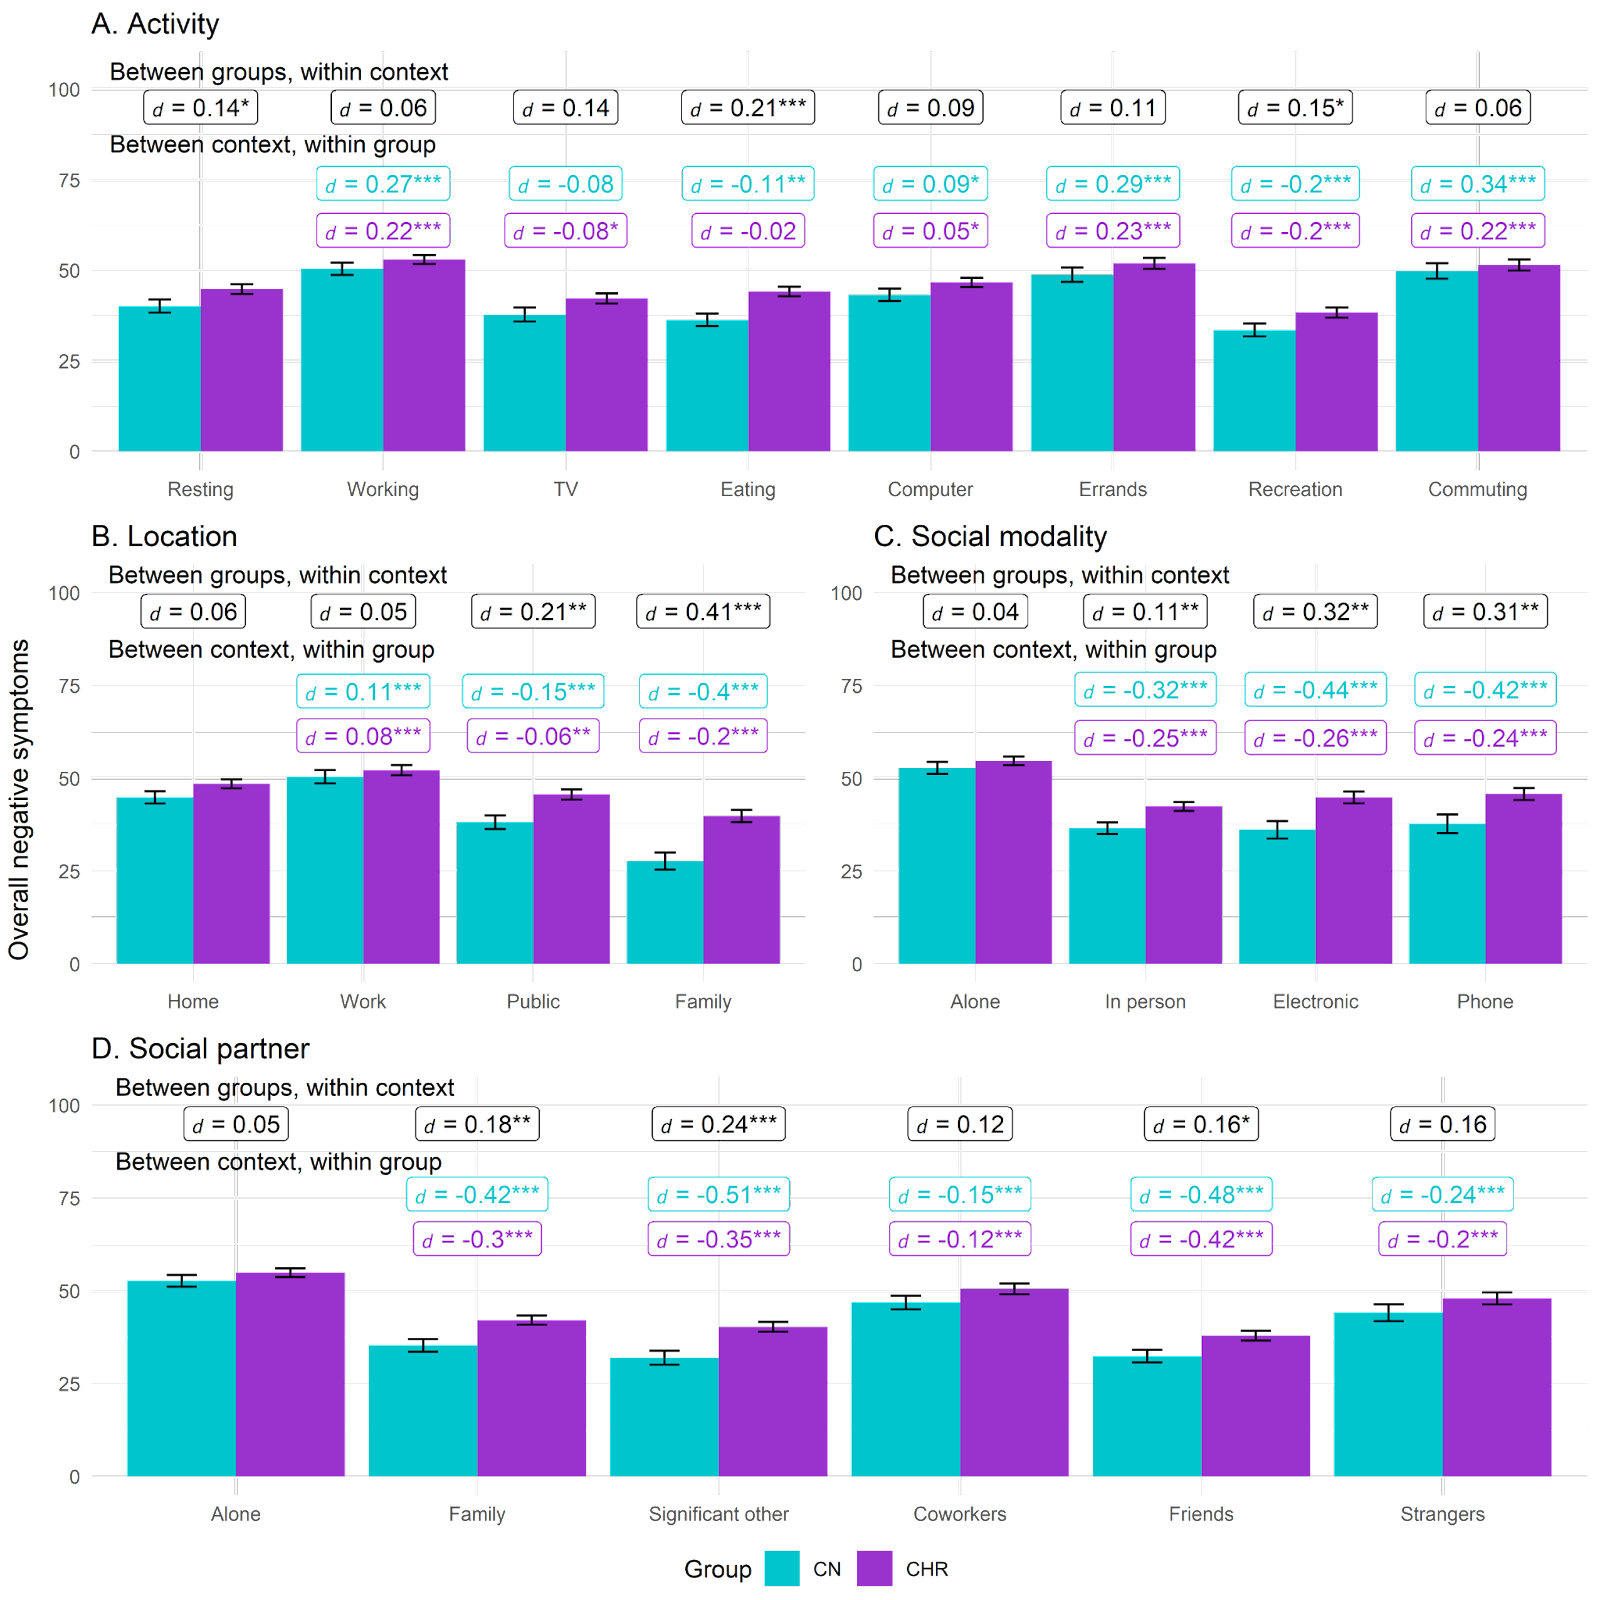 A. Activity
Between groups, within context
100
d = 0.14* d = 0.06 d = 0.14 d = 0.21*** d = 0.09 d = 0.11 d = 0.15* d = 0.06
Between context, within group
75
d = 0.27*** d = -0.08 d = -0.11** d = 0.09* d = 0.29*** d = -0.2*** d = 0.34***
d = 0.22*** d = -0.08* d = -0.02 d = 0.05* d = 0.23*** d = -0.2*** d = 0.22***
50
25
0
Resting Working TV Eating Computer Errands Recreation Commuting
Overall negative symptoms
B. Location
Between groups, within context
100
d = 0.06 d = 0.05 d = 0.21** d = 0.41***
Between context, within group
75
d = 0.11*** d = -0.15*** d = -0.4***
d = 0.08*** d = -0.06** d = -0.2***
50
25
0
Home Work Public Family
C. Social modality
Between groups, within context
100
d = 0.04 d = 0.11** d = 0.32** d = 0.31**
Between context, within group
75
d = -0.32*** d = -0.44*** d = -0.42***
d = -0.25*** d = -0.26*** d = -0.24***
50
25
0
Alone In person Electronic Phone
D. Social partner
Between groups, within context
100
d = 0.05 d = 0.18** d = 0.24*** d = 0.12 d = 0.16* d = 0.16
Between context, within group
75
d = -0.42*** d = -0.51*** d = -0.15*** d = -0.48*** d = -0.24***
d = -0.3*** d = -0.35*** d = -0.12*** d = -0.42*** d = -0.2***
50
25
0
Alone Family Significant other Coworkers Friends Strangers
Group CN CHR